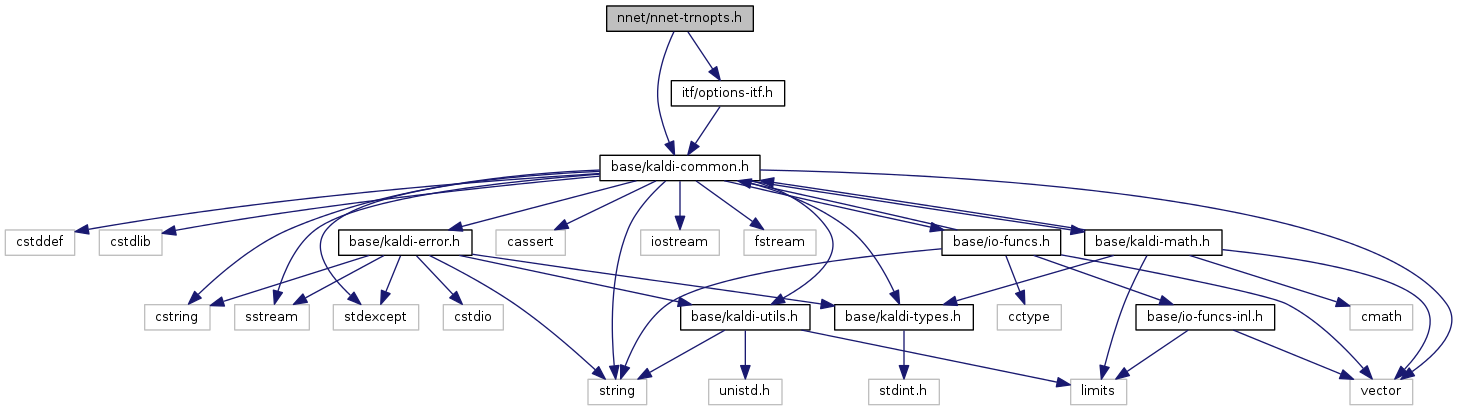 nnet/nnet-trnopts.h
itf/options-itf.h
base/kaldi-common.h
cstddef
cstdlib
base/kaldi-error.h
cassert
iostream
fstream
base/io-funcs.h
base/kaldi-math.h
cstring
sstream
stdexcept
cstdio
base/kaldi-utils.h
base/kaldi-types.h
cctype
base/io-funcs-inl.h
cmath
string
unistd.h
stdint.h
limits
vector